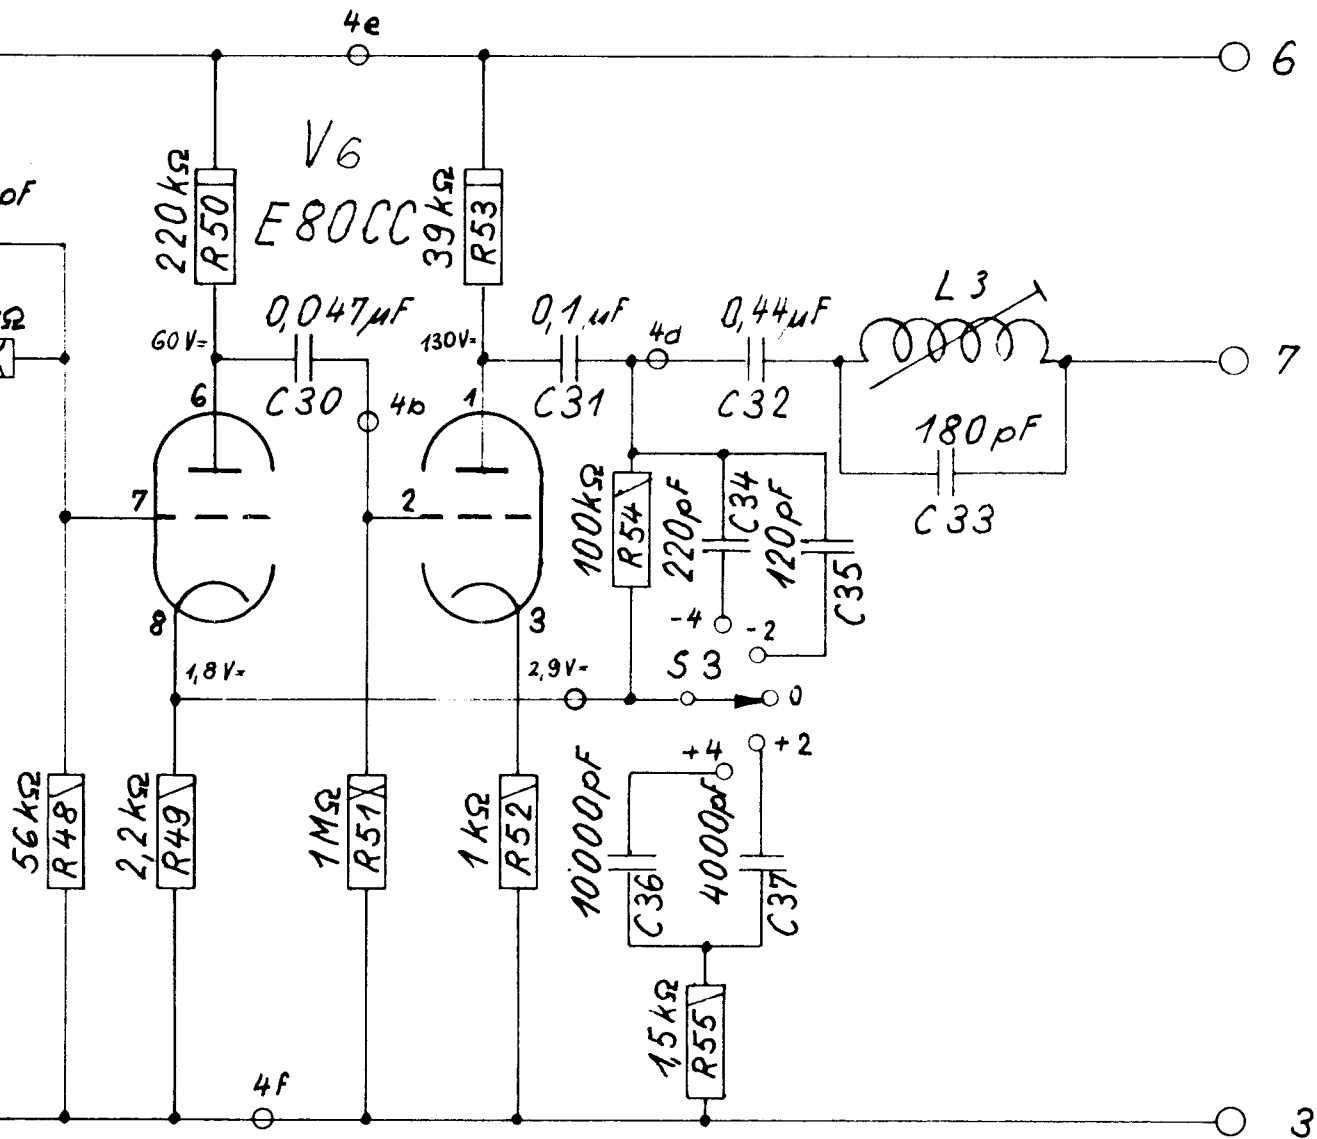 4e
6
V6
E80CC
220kΩ
R50
39kΩ
R53
pF
Ω
0,047µF
C30
60V=
130V=
0,1µF
C31
4d
0,44µF
C32
L3
7
180pF
C33
6
4b
1
7
2
8
3
100kΩ
R54
220pF
C34
120pF
C35
-4
-2
S3
0
+2
+4
1,8V=
2,9V=
56kΩ
R48
2,2kΩ
R49
1MΩ
R51
1kΩ
R52
10000pF
C36
4000pf
C37
1,5kΩ
R55
4f
3